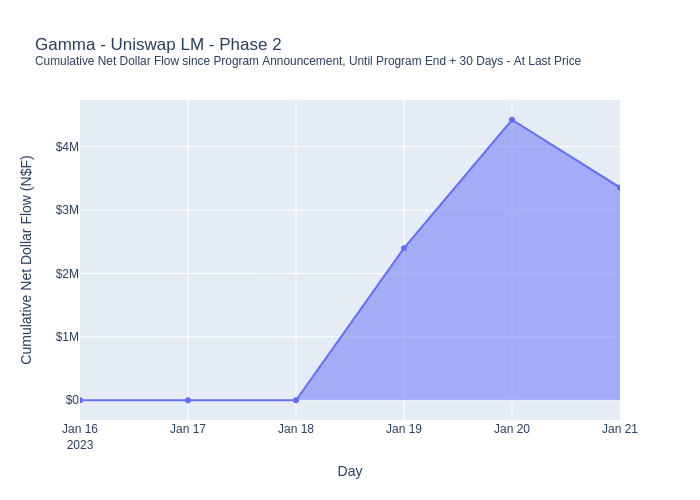 Gamma - Uniswap LM - Phase 2
Cumulative Net Dollar Flow since Program Announcement, Until Program End + 30 Days - At Last Price
Cumulative Net Dollar Flow (N$F)
$4M
$3M
$2M
$1M
$0
Jan 16
2023
Jan 17
Jan 18
Jan 19
Jan 20
Jan 21
Day